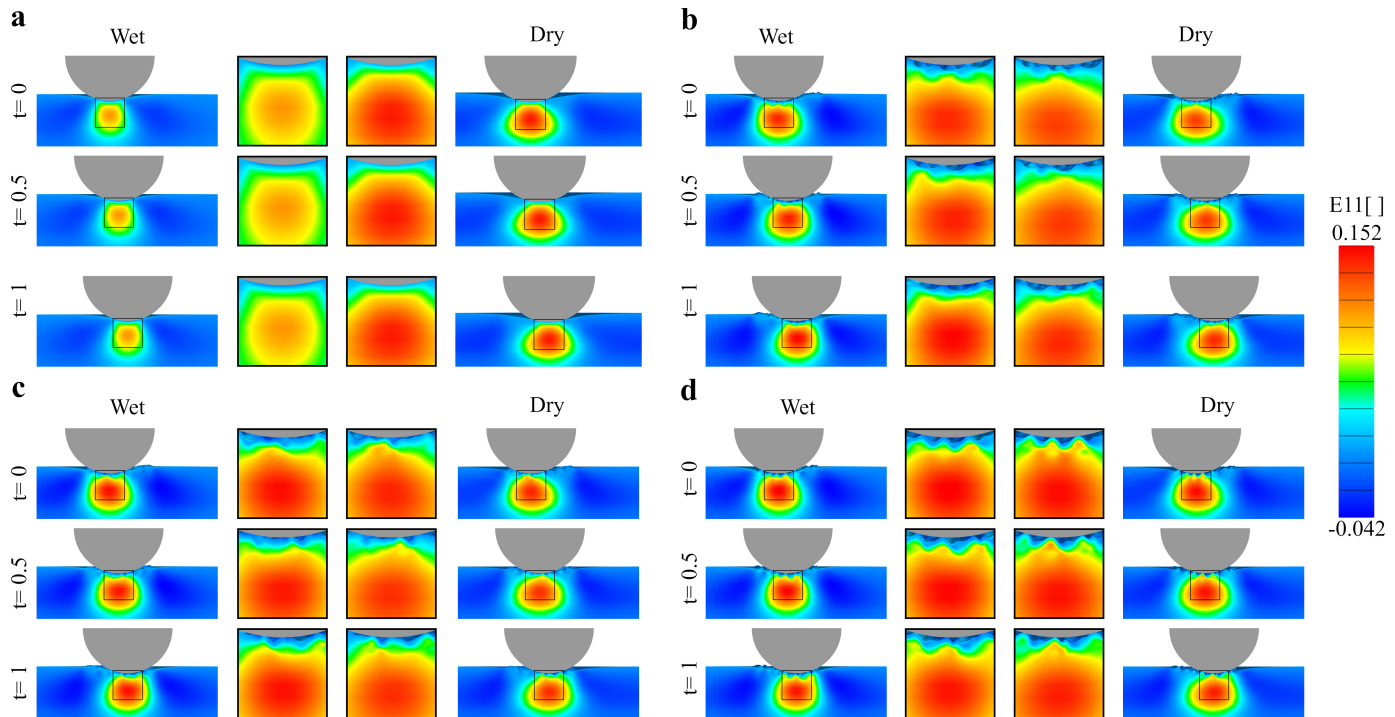 a
Wet
Dry
t= 0
t= 0.5
t= 1
b
Wet
Dry
t= 0
t= 0.5
t= 1
E11[ ]
0.152
-0.042
c
Wet
Dry
t= 0
t= 0.5
t= 1
d
Wet
Dry
t= 0
t= 0.5
t= 1